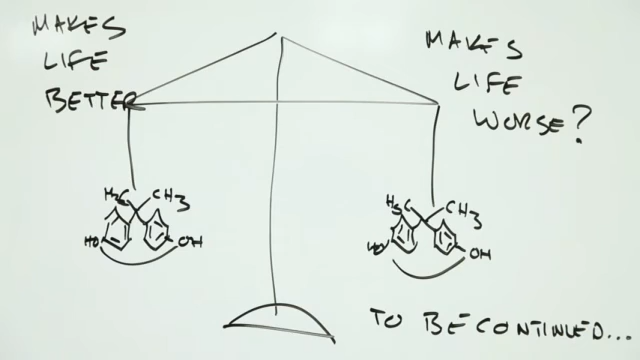 MAKES
LIFE
BETTER
MAKES
LIFE
WORSE?
H3C CH3
HO OH
H3C CH3
HO OH
TO BE CONTINUED...